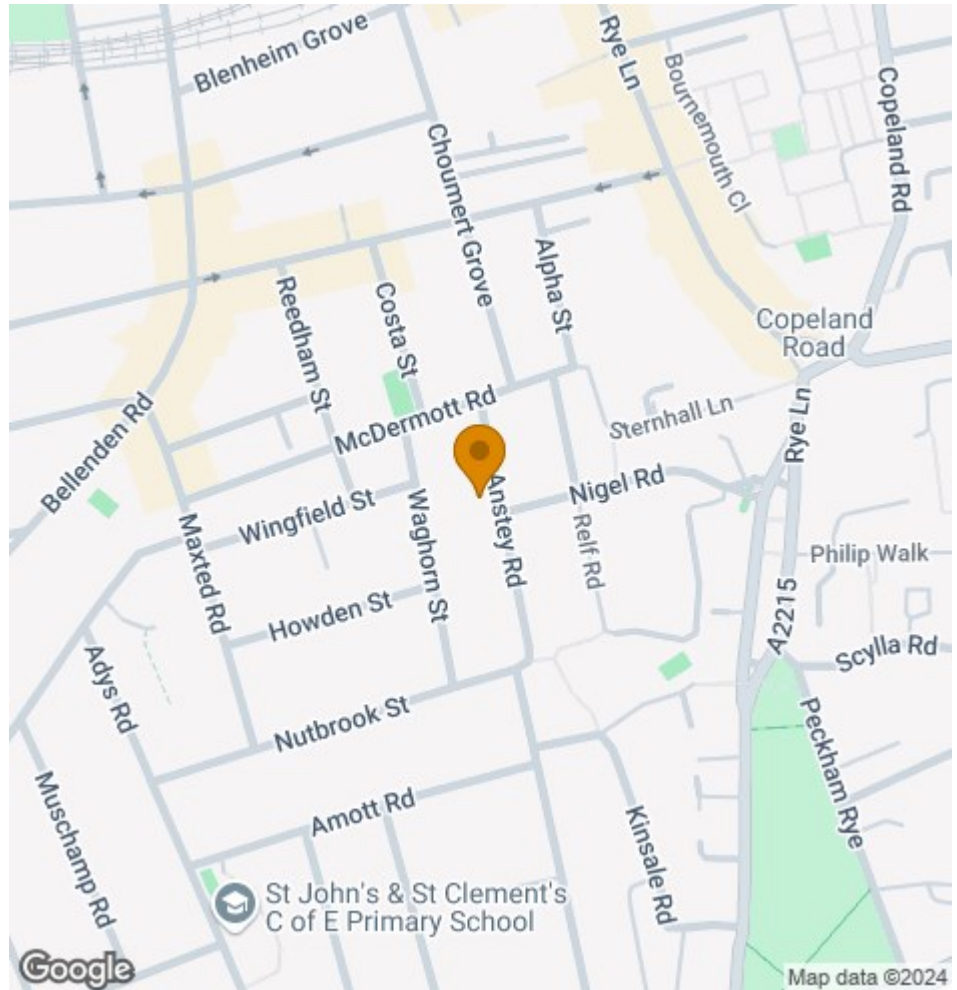 Blenheim Grove
Rye Ln
Bournemouth Cl
Copeland Rd
Choumert Grove
Alpha St
Reedham St
Costa St
Copeland
Road
McDermott Rd
Sternhall Ln
Rye Ln
Bellenden Rd
Nigel Rd
Anstey Rd
Wingfield St
Waghorn St
Maxted Rd
Relf Rd
Philip Walk
Howden St
A2215
Scylla Rd
Adys Rd
Nutbrook St
Peckham Rye
Muschamp Rd
Amott Rd
Kinsale Rd
St John's & St Clement's
C of E Primary School
Google
Map data ©2024